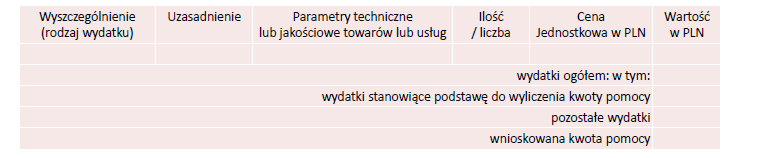 Wyszczególnienie
(rodzaj wydatku)
Uzasadnienie
Parametry techniczne
lub jakościowe towarów lub usług
Ilość
/ liczba
Cena
Jednostkowa w PLN
Wartość
w PLN
wydatki ogółem: w tym:
wydatki stanowiące podstawę do wyliczenia kwoty pomocy
pozostałe wydatki
wnioskowana kwota pomocy